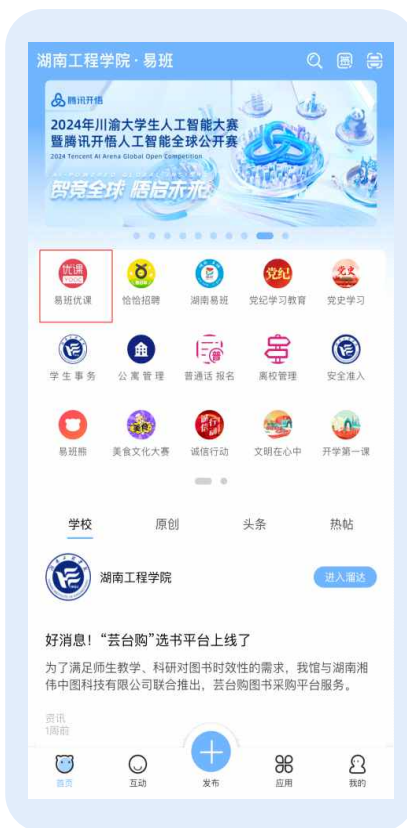 湖南工程学院·易班
腾讯开悟
2024年川渝大学生人工智能大赛
暨腾讯开悟人工智能全球公开赛
2024 Tencent AI Arena Global Open Competition
智竞全球 悟启未来
优课
YOOC
党纪
党史
易班优课
恰恰招聘
湖南易班
党纪学习教育
党史学习
普
学生事务
公寓管理
普通话 报名
离校管理
安全准入
美食
诚信行动
易班熊
美食文化大赛
诚信行动
文明在心中
开学第一课
学校
原创
头条
热帖
湖南工程学院
进入溜达
好消息！“芸台购”选书平台上线了
为了满足师生教学、科研对图书时效性的需求，我馆与湖南湘
伟中图科技有限公司联合推出，芸台购图书采购平台服务。
资讯
1周前
首页
互动
发布
应用
我的